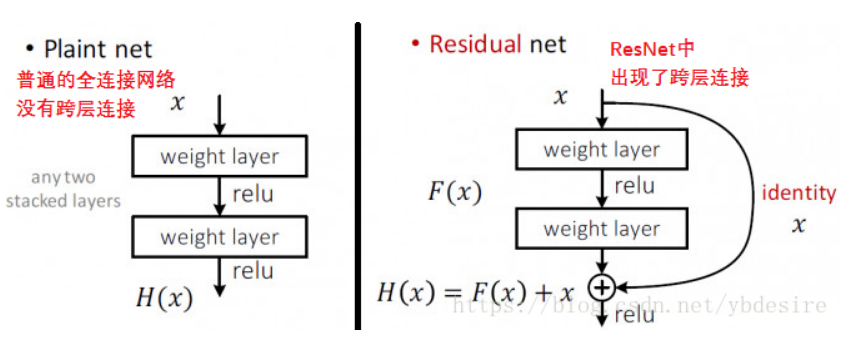 • Plaint net
普通的全连接网络
没有跨层连接
x
weight layer
any two
stacked layers
relu
weight layer
relu
H(x)
• Residual net
ResNet中
出现了跨层连接
x
weight layer
F(x)
relu
identity
x
weight layer
H(x) = F(x) + x
+
https://blog.csdn.net/ybdesire
relu